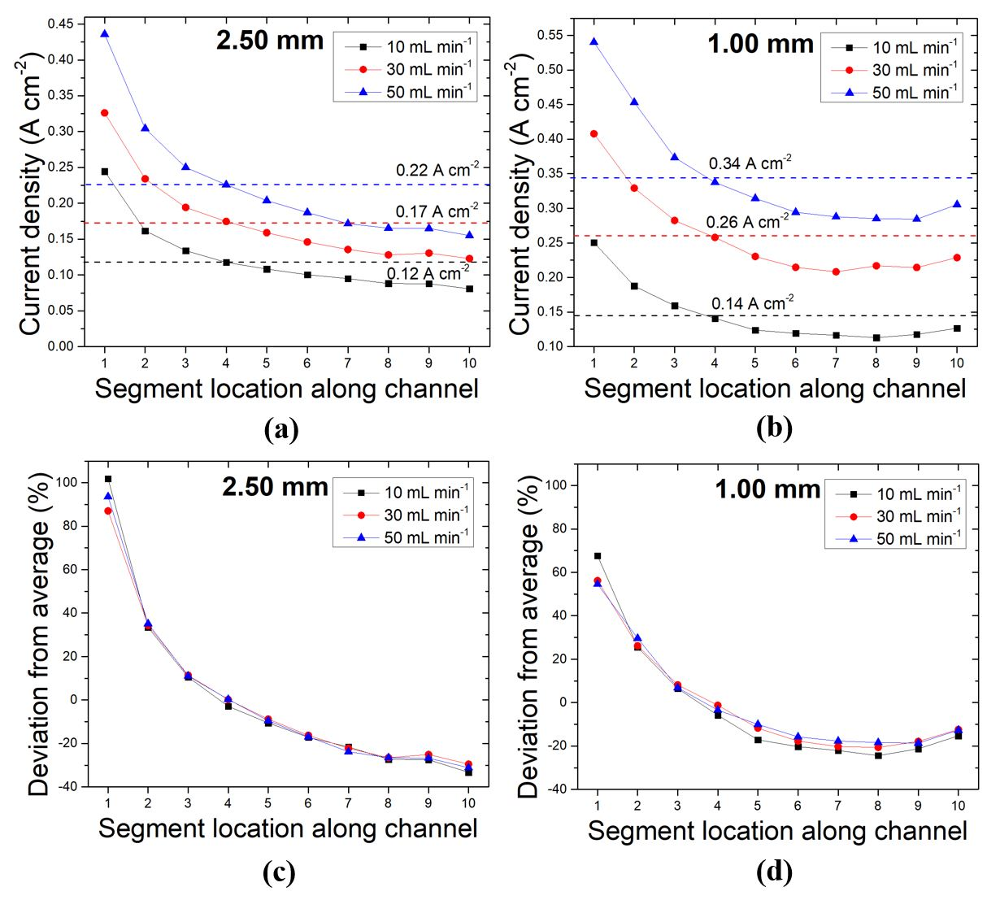 2.50 mm
10 mL min⁻¹
30 mL min⁻¹
50 mL min⁻¹
0.45
0.40
0.35
0.30
0.25
0.20
0.15
0.10
0.05
0.00
Current density (A cm⁻²)
0.22 A cm⁻²
0.17 A cm⁻²
0.12 A cm⁻²
1 2 3 4 5 6 7 8 9 10
Segment location along channel
(a)
1.00 mm
10 mL min⁻¹
30 mL min⁻¹
50 mL min⁻¹
0.55
0.50
0.45
0.40
0.35
0.30
0.25
0.20
0.15
0.10
Current density (A cm⁻²)
0.34 A cm⁻²
0.26 A cm⁻²
0.14 A cm⁻²
1 2 3 4 5 6 7 8 9 10
Segment location along channel
(b)
2.50 mm
10 mL min⁻¹
30 mL min⁻¹
50 mL min⁻¹
100
80
60
40
20
0
-20
-40
Deviation from average (%)
1 2 3 4 5 6 7 8 9 10
Segment location along channel
(c)
1.00 mm
10 mL min⁻¹
30 mL min⁻¹
50 mL min⁻¹
100
80
60
40
20
0
-20
-40
Deviation from average (%)
1 2 3 4 5 6 7 8 9 10
Segment location along channel
(d)